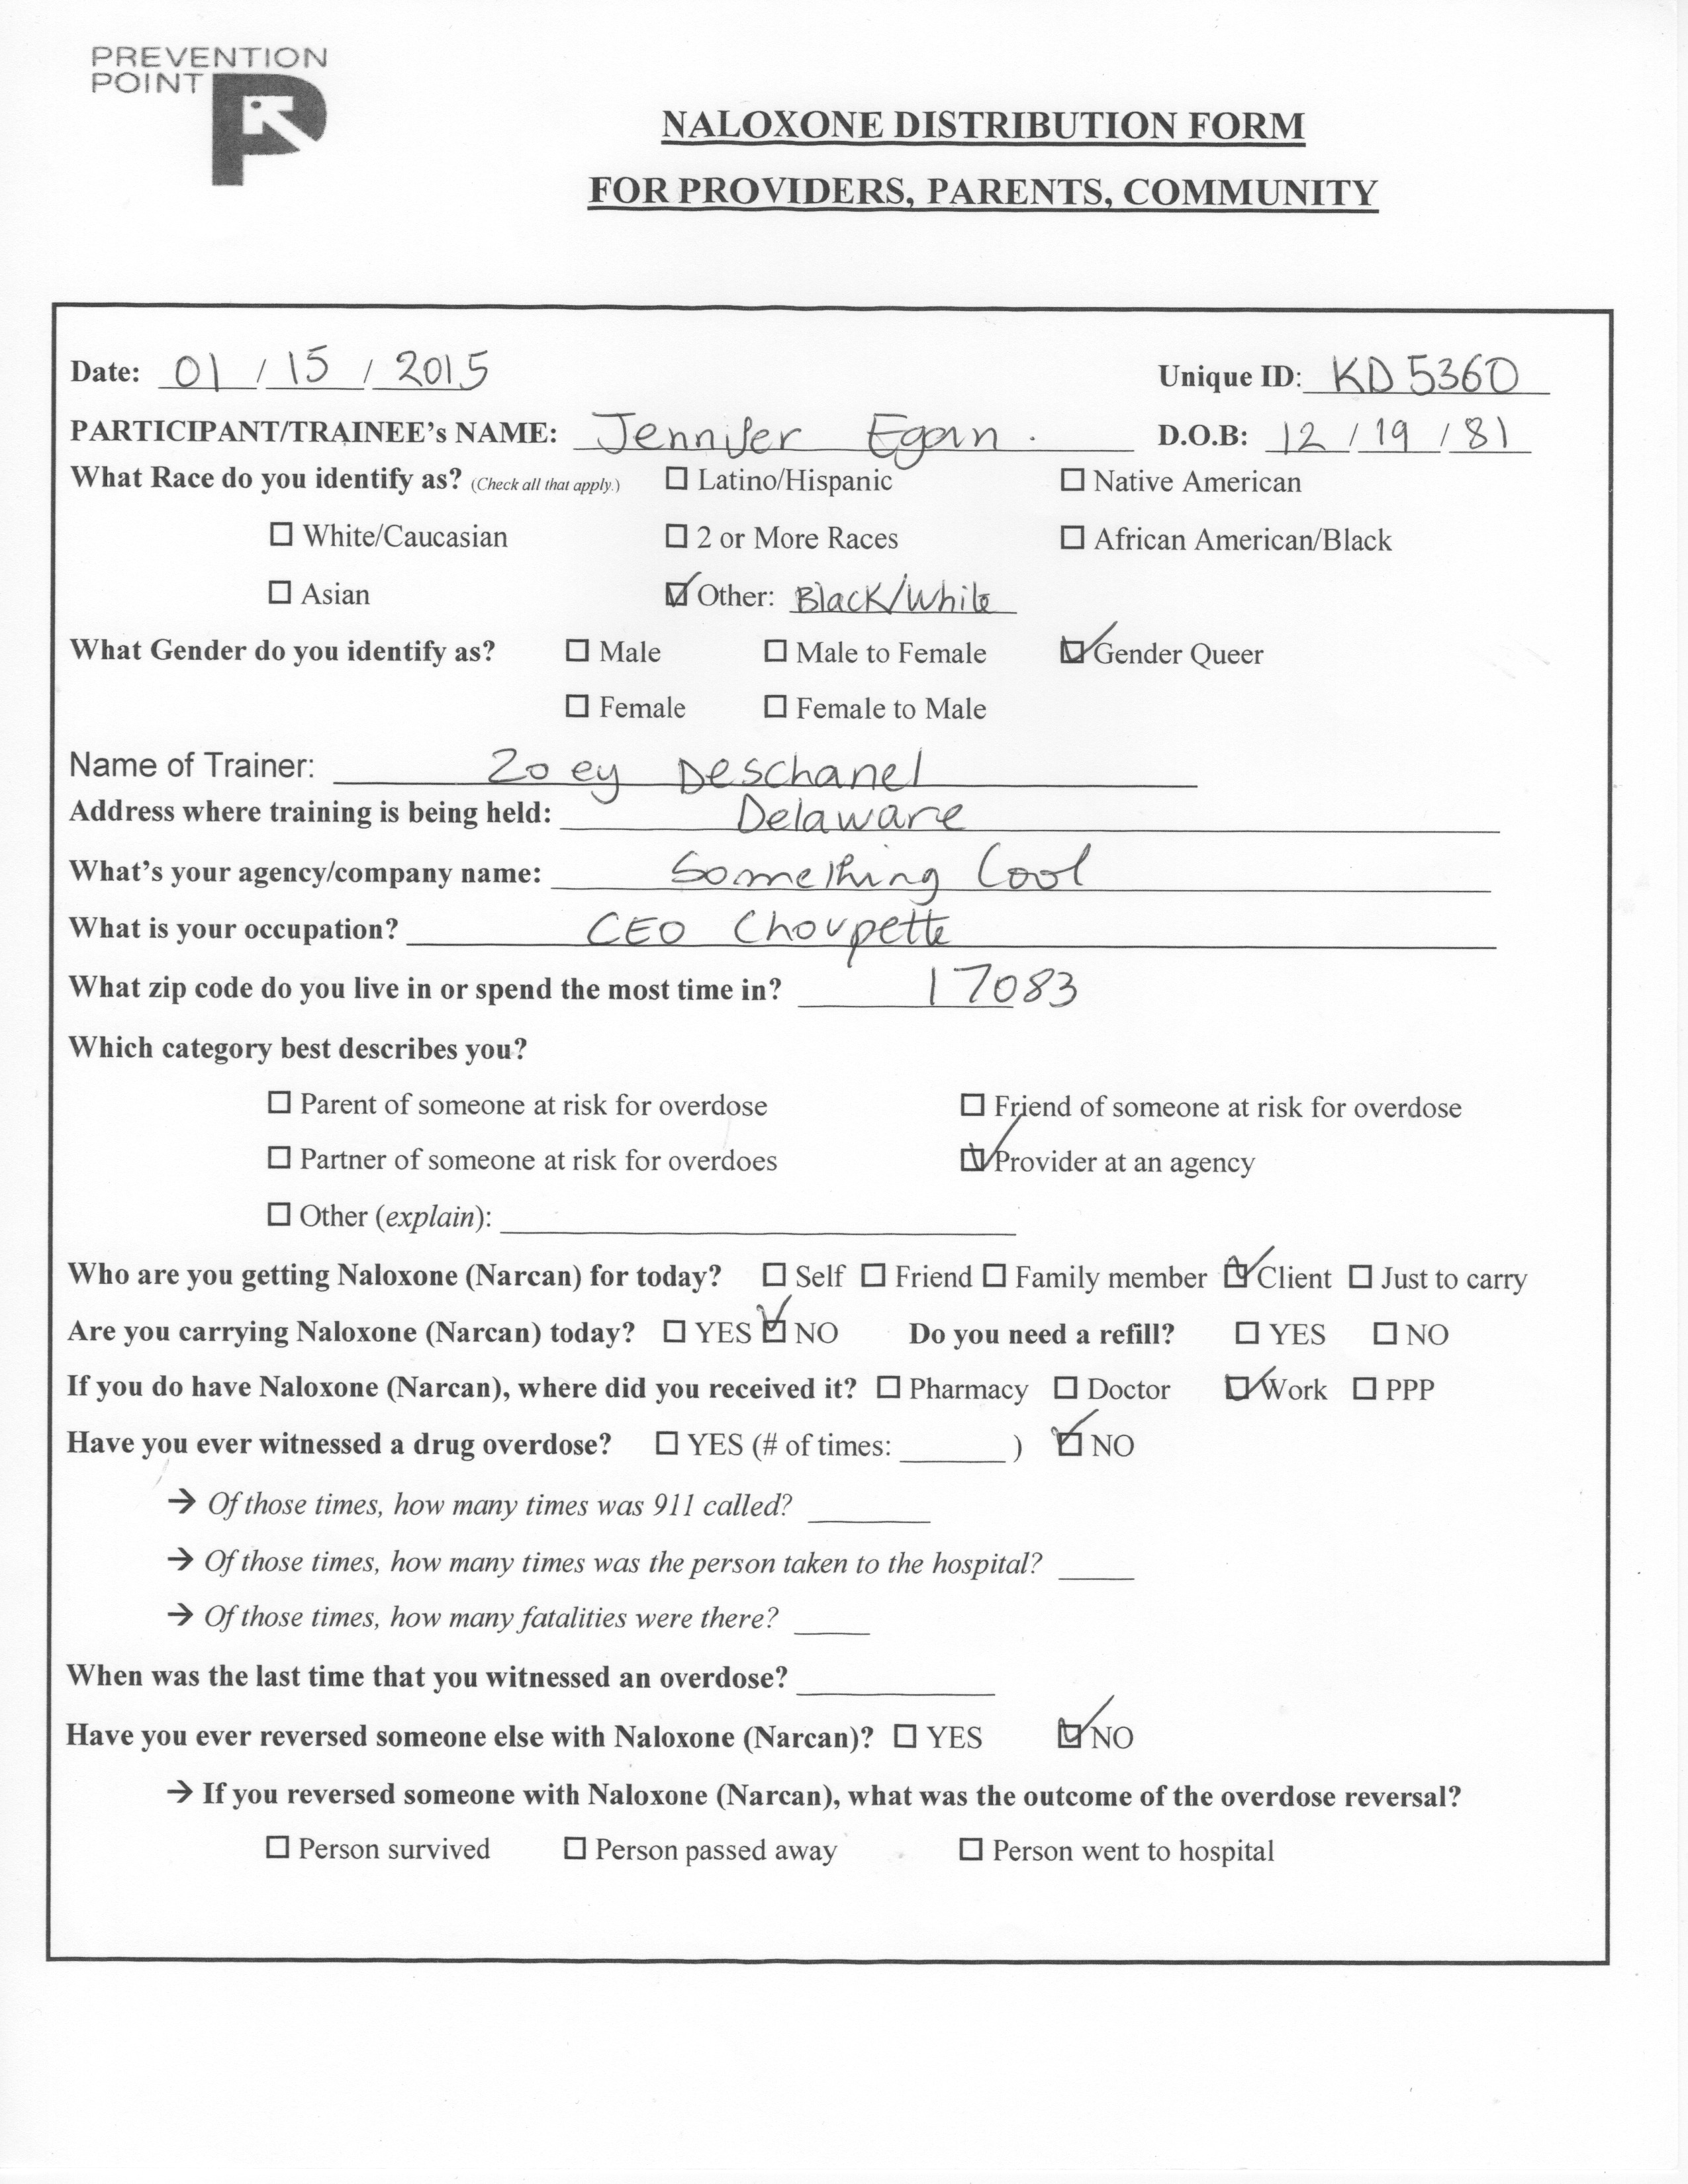 PREVENTION
POINT
NALOXONE DISTRIBUTION FORM
FOR PROVIDERS, PARENTS, COMMUNITY
Date: 01 / 15 / 2015 Unique ID: KD5360
PARTICIPANT/TRAINEE's NAME: Jennifer Egan. D.O.B: 12 / 19 / 81
What Race do you identify as? (Check all that apply.) ☐ Latino/Hispanic ☐ Native American
☐ White/Caucasian ☐ 2 or More Races ☐ African American/Black
☐ Asian ☑ Other: Black/White
What Gender do you identify as? ☐ Male ☐ Male to Female ☑ Gender Queer
☐ Female ☐ Female to Male
Name of Trainer: Zoey Deschanel
Address where training is being held: Delaware
What's your agency/company name: Something Cool
What is your occupation? CEO Choupette
What zip code do you live in or spend the most time in? 17083
Which category best describes you?
☐ Parent of someone at risk for overdose ☐ Friend of someone at risk for overdose
☐ Partner of someone at risk for overdoes ☑ Provider at an agency
☐ Other (explain):
Who are you getting Naloxone (Narcan) for today? ☐ Self ☐ Friend ☐ Family member ☑ Client ☐ Just to carry
Are you carrying Naloxone (Narcan) today? ☐ YES ☑ NO Do you need a refill? ☐ YES ☐ NO
If you do have Naloxone (Narcan), where did you received it? ☐ Pharmacy ☐ Doctor ☑ Work ☐ PPP
Have you ever witnessed a drug overdose? ☐ YES (# of times: ) ☑ NO
→ Of those times, how many times was 911 called?
→ Of those times, how many times was the person taken to the hospital?
→ Of those times, how many fatalities were there?
When was the last time that you witnessed an overdose?
Have you ever reversed someone else with Naloxone (Narcan)? ☐ YES ☑ NO
→ If you reversed someone with Naloxone (Narcan), what was the outcome of the overdose reversal?
☐ Person survived ☐ Person passed away ☐ Person went to hospital